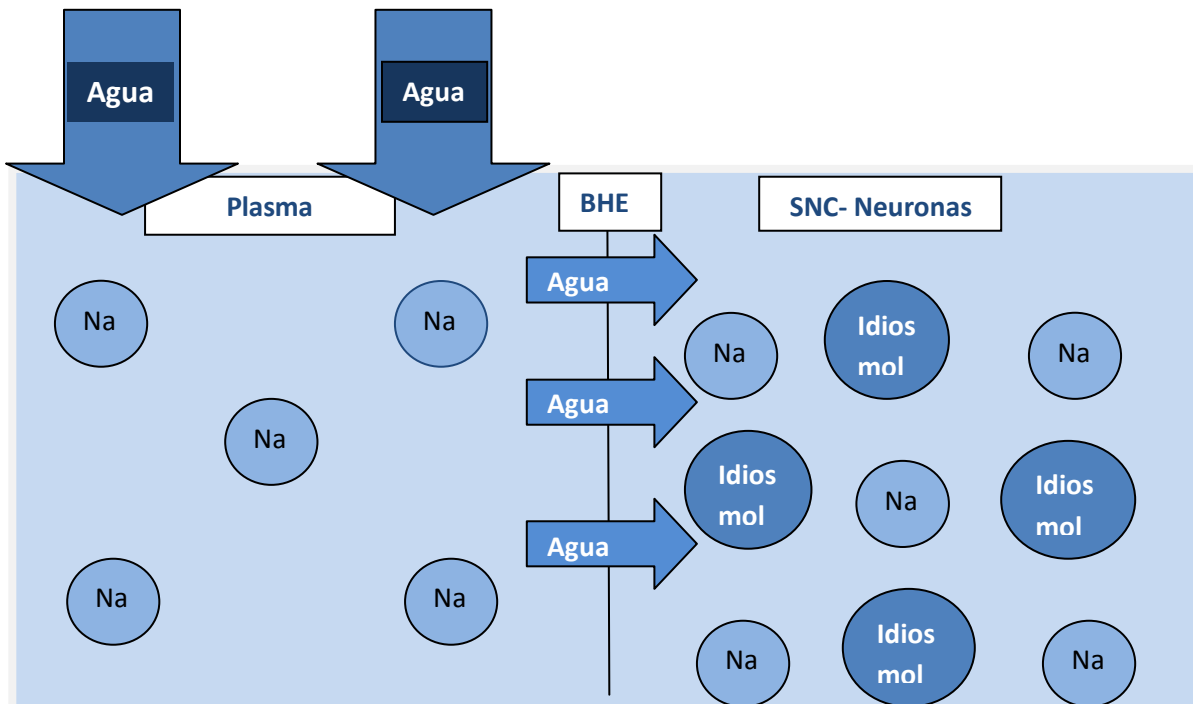 Agua
Agua
Plasma
BHE
SNC- Neuronas
Agua
Na
Na
Na
Idios
mol
Na
Agua
Na
Idios
mol
Na
Idios
mol
Agua
Na
Na
Na
Idios
mol
Na